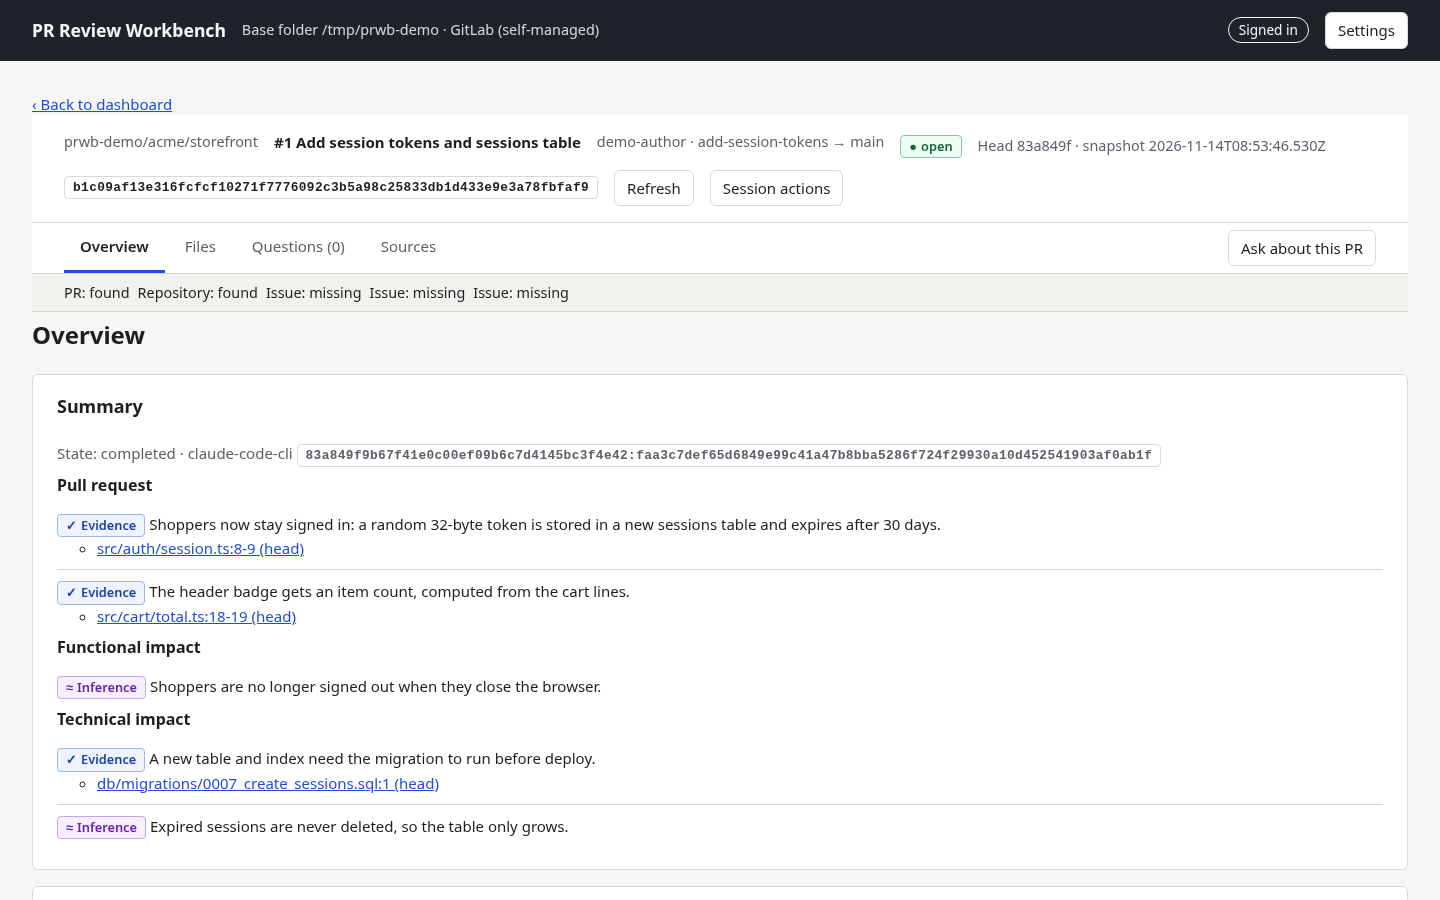 PR Review Workbench Base folder /tmp/prwb-demo · GitLab (self-managed) Signed in Settings
‹ Back to dashboard
prwb-demo/acme/storefront #1 Add session tokens and sessions table demo-author · add-session-tokens → main ● open Head 83a849f · snapshot 2026-11-14T08:53:46.530Z
b1c09af13e316fcfcf10271f7776092c3b5a98c25833db1d433e9e3a78fbfaf9 Refresh Session actions
Overview Files Questions (0) Sources Ask about this PR
PR: found Repository: found Issue: missing Issue: missing Issue: missing
Overview
Summary
State: completed · claude-code-cli 83a849f9b67f41e0c00ef09b6c7d4145bc3f4e42:faa3c7def65d6849e99c41a47b8bba5286f724f29930a10d452541903af0ab1f
Pull request
✓ Evidence Shoppers now stay signed in: a random 32-byte token is stored in a new sessions table and expires after 30 days.
src/auth/session.ts:8-9 (head)
✓ Evidence The header badge gets an item count, computed from the cart lines.
src/cart/total.ts:18-19 (head)
Functional impact
≈ Inference Shoppers are no longer signed out when they close the browser.
Technical impact
✓ Evidence A new table and index need the migration to run before deploy.
db/migrations/0007_create_sessions.sql:1 (head)
≈ Inference Expired sessions are never deleted, so the table only grows.